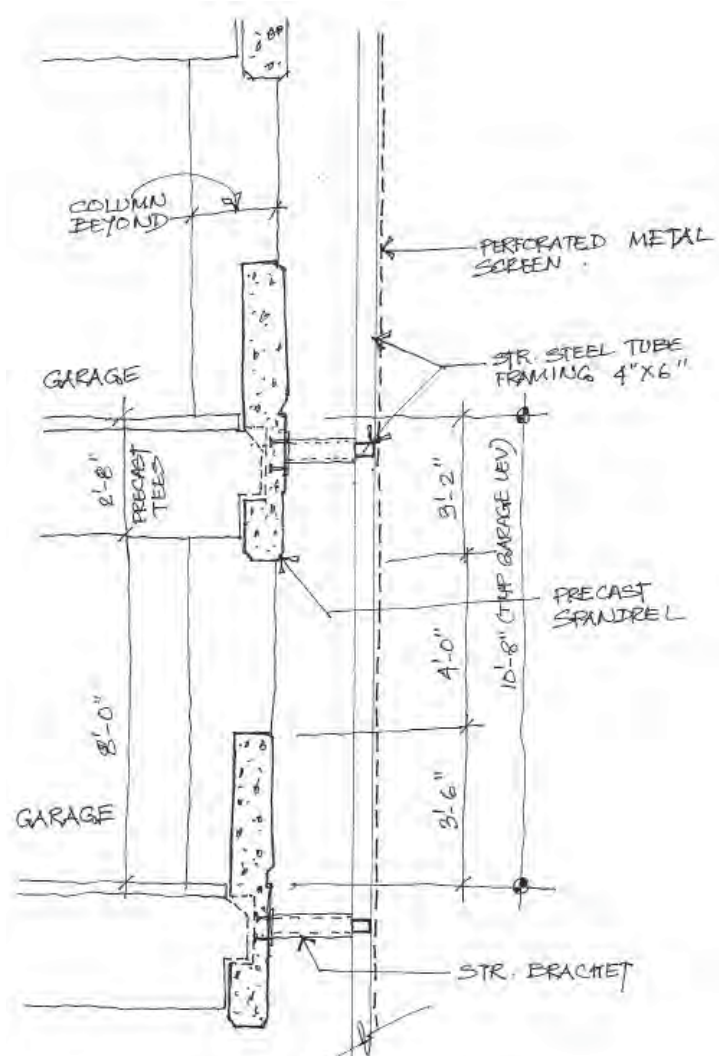 COLUMN
BEYOND
PERFORATED METAL
SCREEN
STR. STEEL TUBE
FRAMING 4"X6"
GARAGE
2'-8"
PRECAST
TEES
3'-2"
10'-8" (TYP GARAGE LEV)
PRECAST
SPANDREL
4'-0"
8'-0"
GARAGE
3'-6"
STR. BRACKET